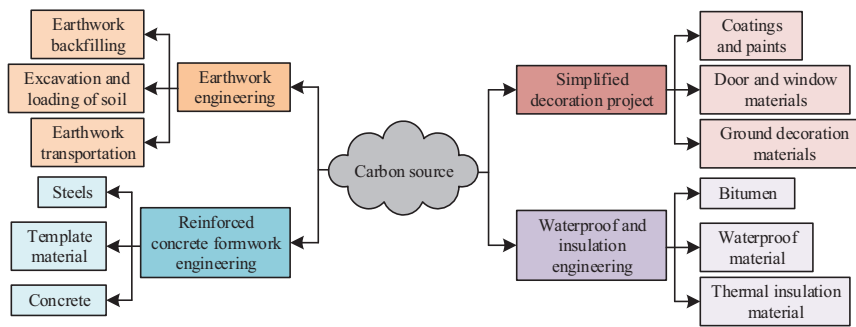 Earthwork
backfilling
Excavation and
loading of soil
Earthwork
transportation
Earthwork
engineering
Steels
Template
material
Concrete
Reinforced
concrete formwork
engineering
Carbon source
Simplified
decoration project
Coatings
and paints
Door and window
materials
Ground decoration
materials
Waterproof and
insulation engineering
Bitumen
Waterproof
material
Thermal insulation
material